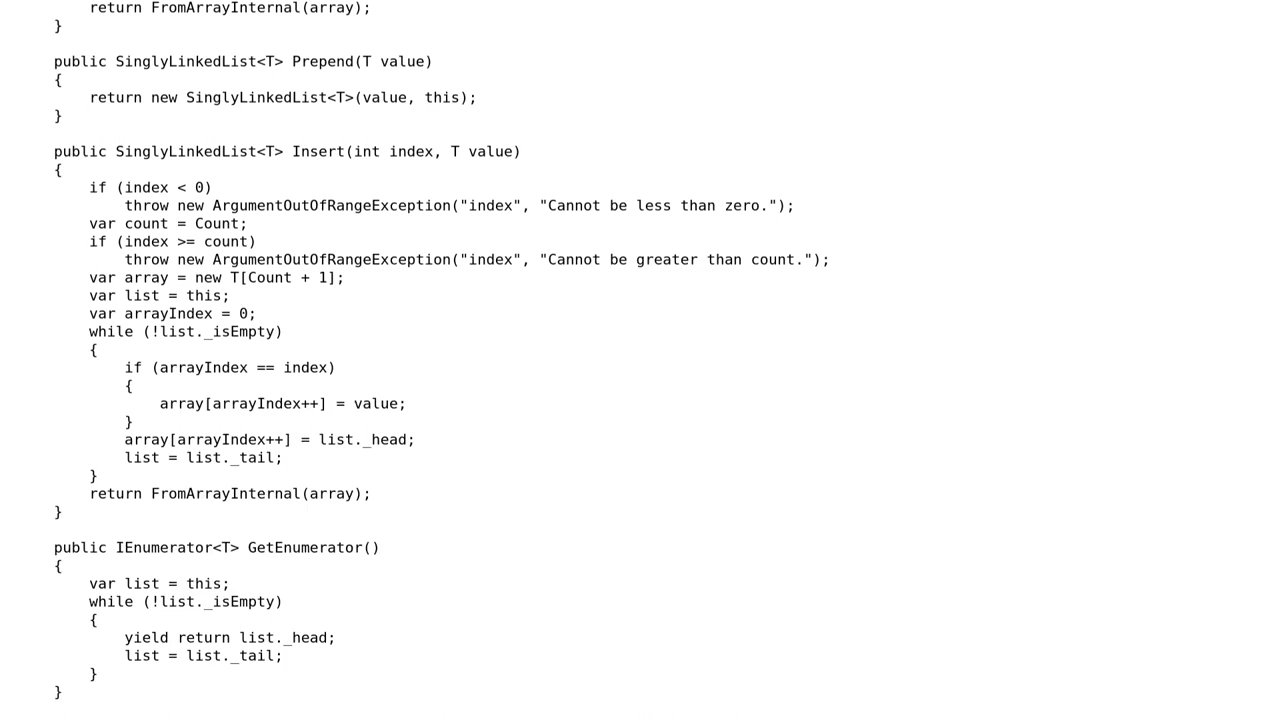 return FromArrayInternal(array);
    }

    public SinglyLinkedList<T> Prepend(T value)
    {
        return new SinglyLinkedList<T>(value, this);
    }

    public SinglyLinkedList<T> Insert(int index, T value)
    {
        if (index < 0)
            throw new ArgumentOutOfRangeException("index", "Cannot be less than zero.");
        var count = Count;
        if (index >= count)
            throw new ArgumentOutOfRangeException("index", "Cannot be greater than count.");
        var array = new T[Count + 1];
        var list = this;
        var arrayIndex = 0;
        while (!list._isEmpty)
        {
            if (arrayIndex == index)
            {
                array[arrayIndex++] = value;
            }
            array[arrayIndex++] = list._head;
            list = list._tail;
        }
        return FromArrayInternal(array);
    }

    public IEnumerator<T> GetEnumerator()
    {
        var list = this;
        while (!list._isEmpty)
        {
            yield return list._head;
            list = list._tail;
        }
    }